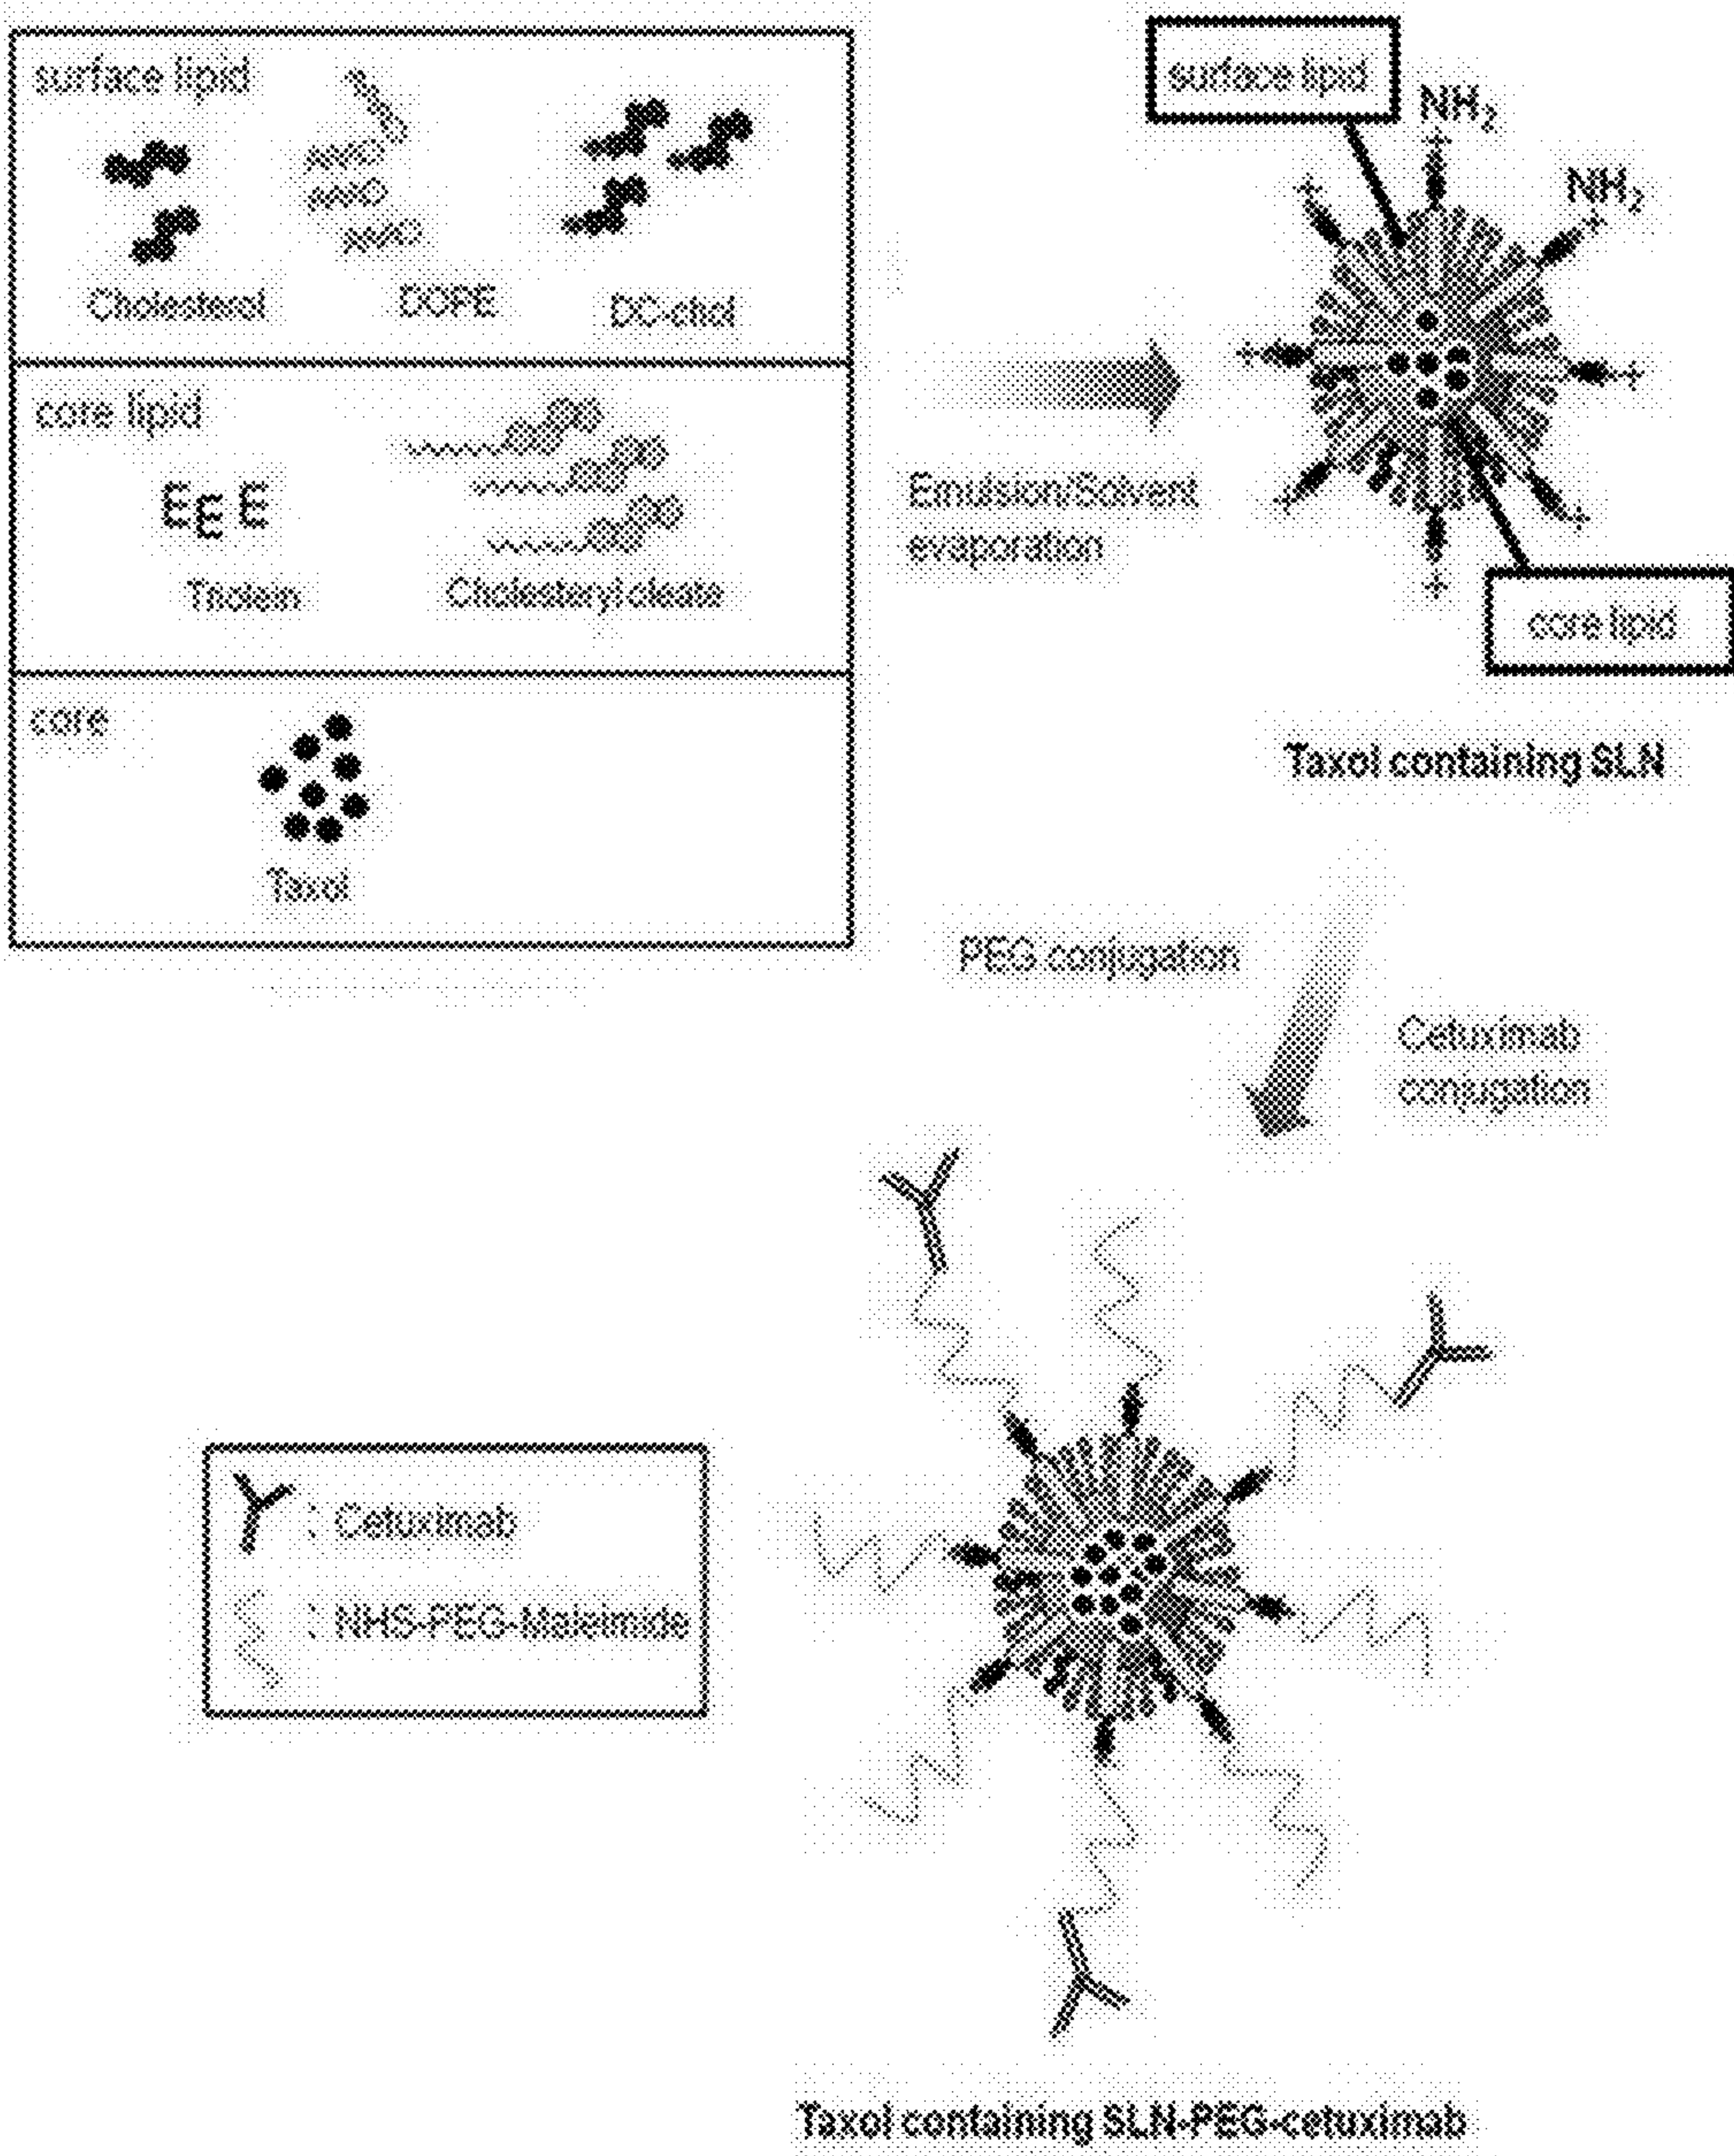 surface lipid
Cholesterol
DOPE
DC-chol
core lipid
E E E
Triolein
Cholesteryl oleate
core
Taxol
Emulsion/Solvent
evaporation
surface lipid
NH2
NH2
core lipid
Taxol containing SLN
PEG conjugation
Cetuximab
conjugation
: Cetuximab
: NHS-PEG-Maleimide
Taxol containing SLN-PEG-cetuximab